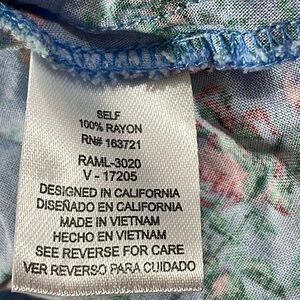 SELF
100% RAYON
RN# 163721
RAML-3020
V - 17205
DESIGNED IN CALIFORNIA
DISEÑADO EN CALIFORNIA
MADE IN VIETNAM
HECHO EN VIETNAM
SEE REVERSE FOR CARE
VER REVERSO PARA CUIDADO